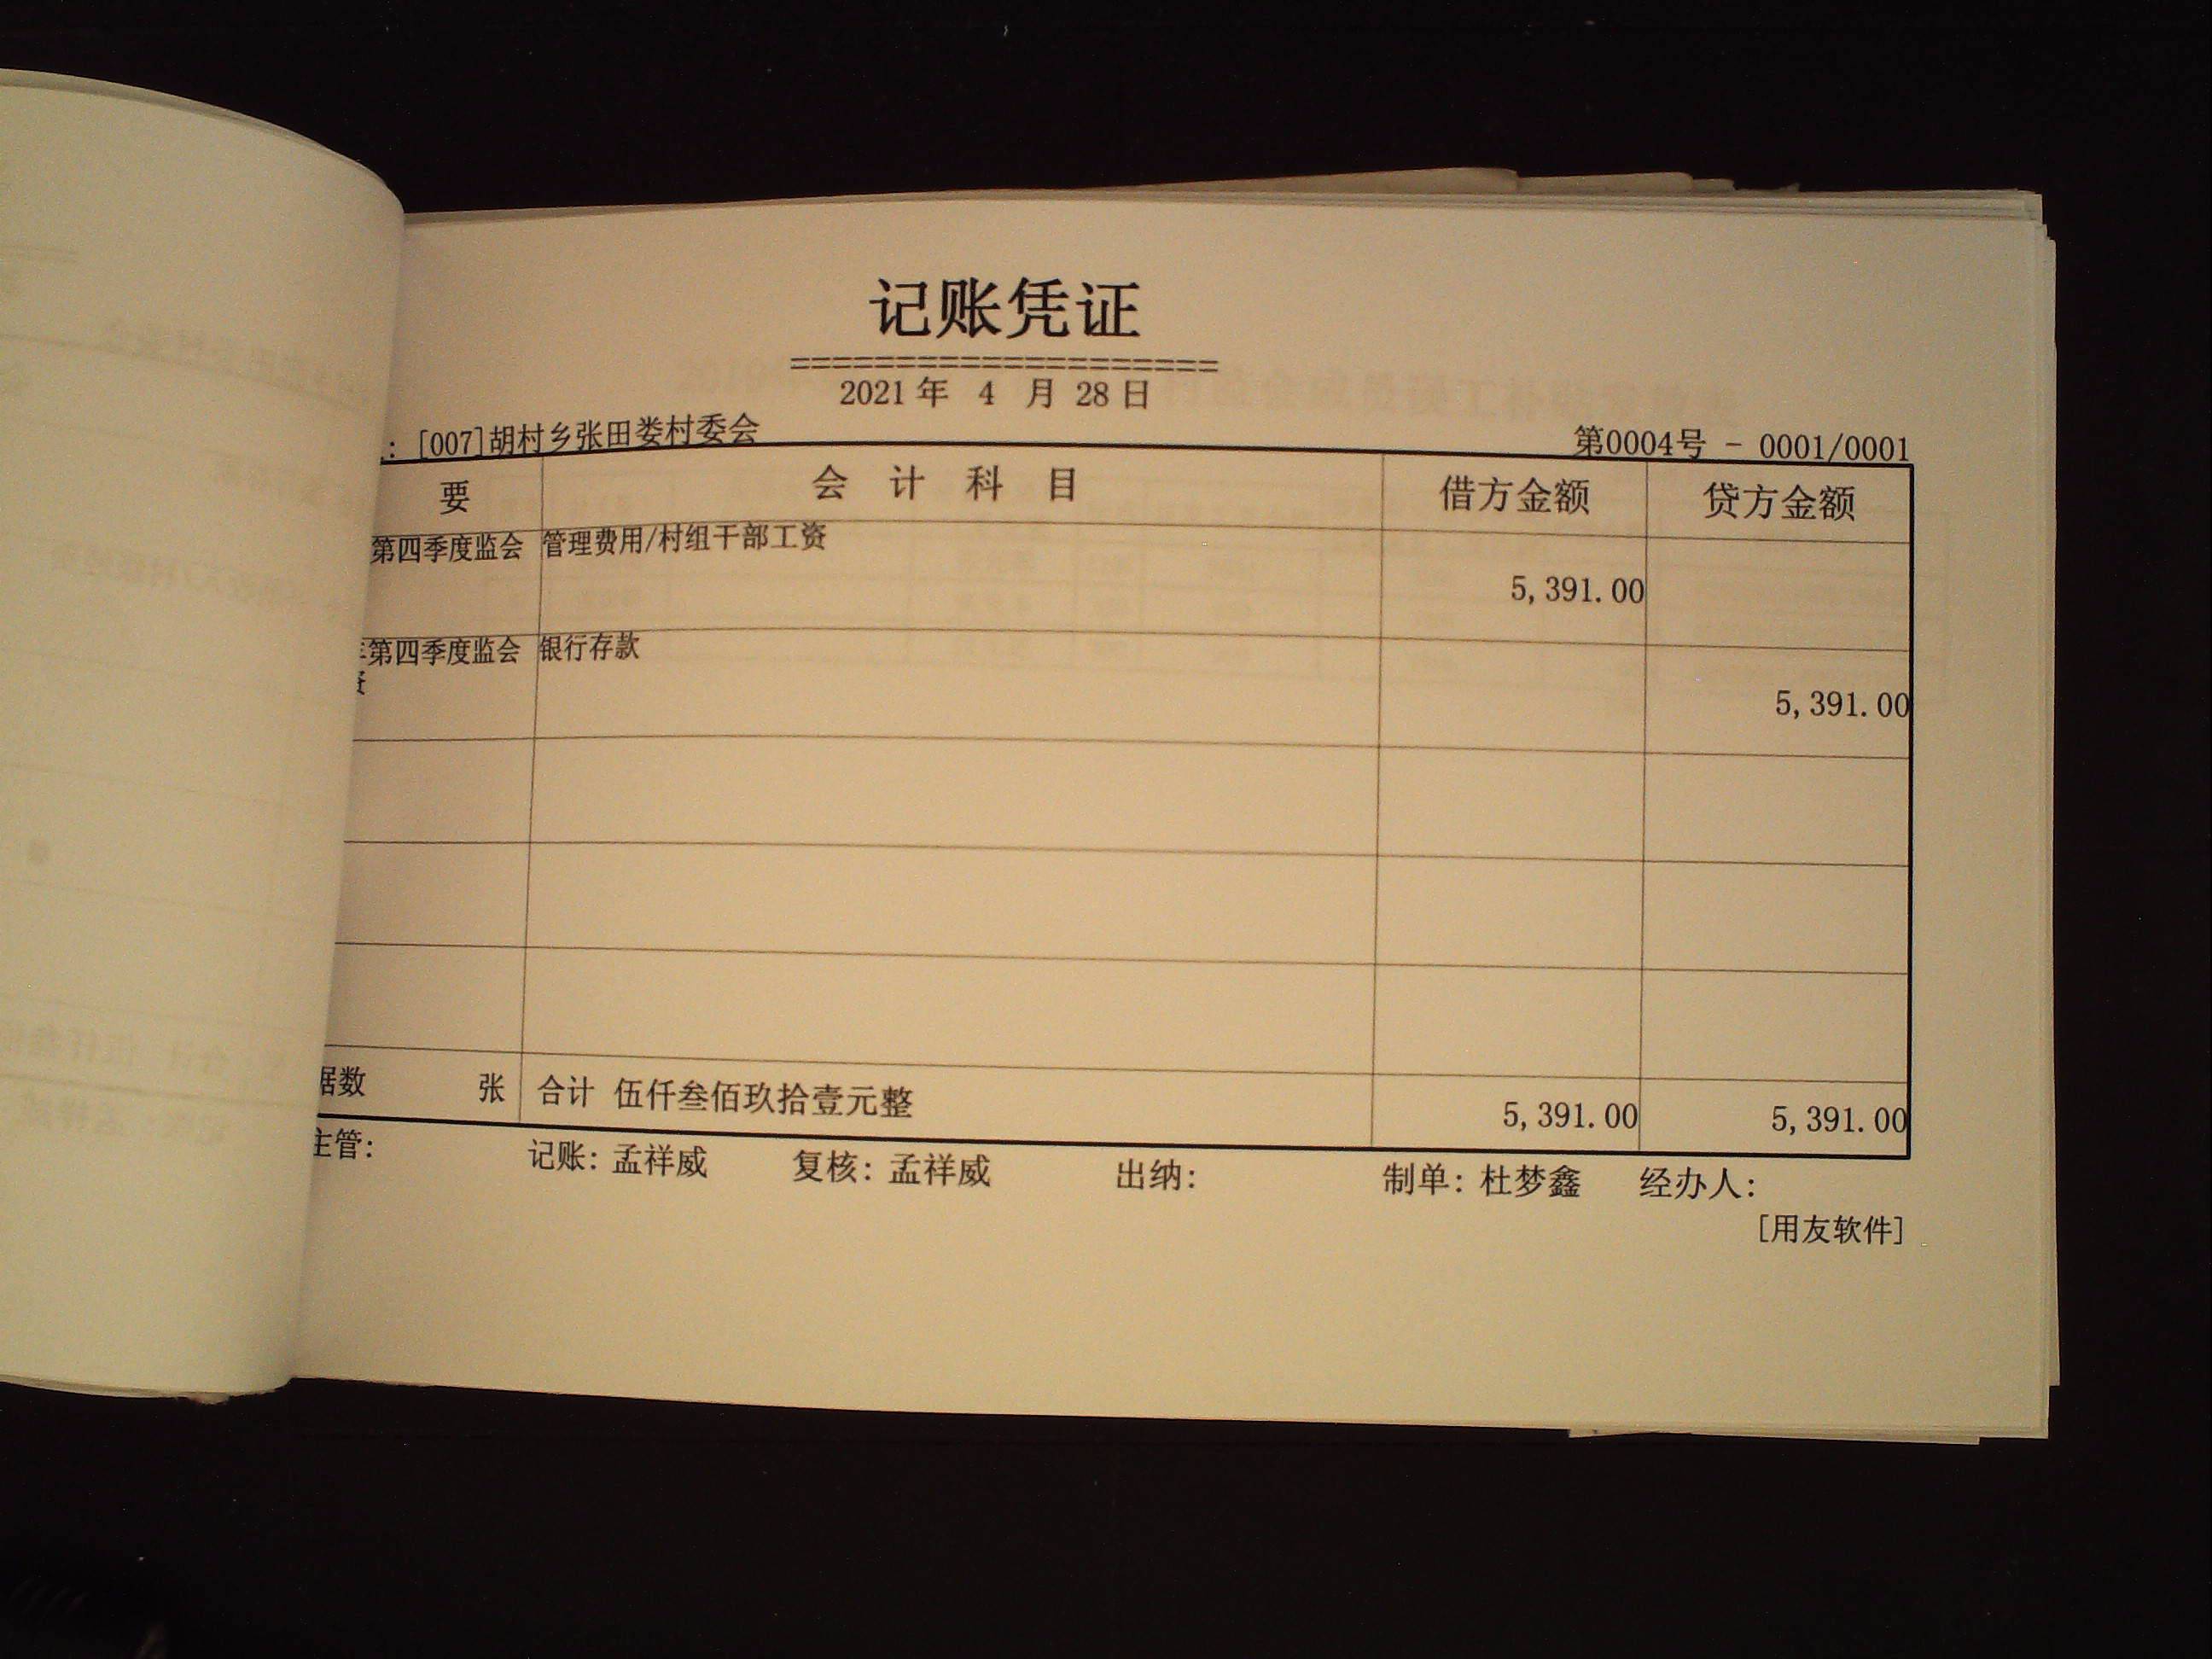 记账凭证
====================
2021 年 4 月 28 日
: [007]胡村乡张田娄村委会 第0004号 - 0001/0001
要 会 计 科 目 借方金额 贷方金额
第四季度监会 管理费用/村组干部工资
5,391.00
第四季度监会 银行存款
5,391.00
据数 张 合计 伍仟叁佰玖拾壹元整 5,391.00 5,391.00
主管: 记账: 孟祥威 复核: 孟祥威 出纳: 制单: 杜梦鑫 经办人:
[用友软件]